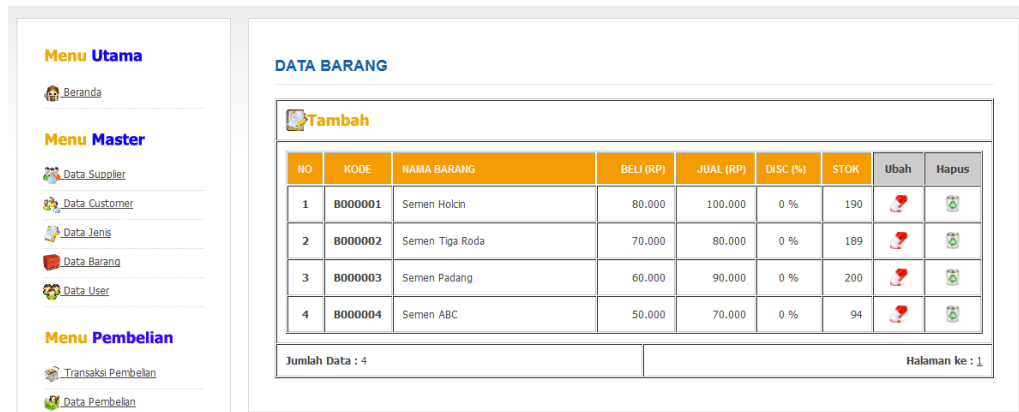 Menu Utama
Beranda
Menu Master
Data Supplier
Data Customer
Data Jenis
Data Barang
Data User
Menu Pembelian
Transaksi Pembelian
Data Pembelian
DATA BARANG
Tambah
NO KODE NAMA BARANG BELI (RP) JUAL (RP) DISC (%) STOK Ubah Hapus
1 B000001 Semen Holcin 80.000 100.000 0 % 190
2 B000002 Semen Tiga Roda 70.000 80.000 0 % 189
3 B000003 Semen Padang 60.000 90.000 0 % 200
4 B000004 Semen ABC 50.000 70.000 0 % 94
Jumlah Data : 4 Halaman ke : 1